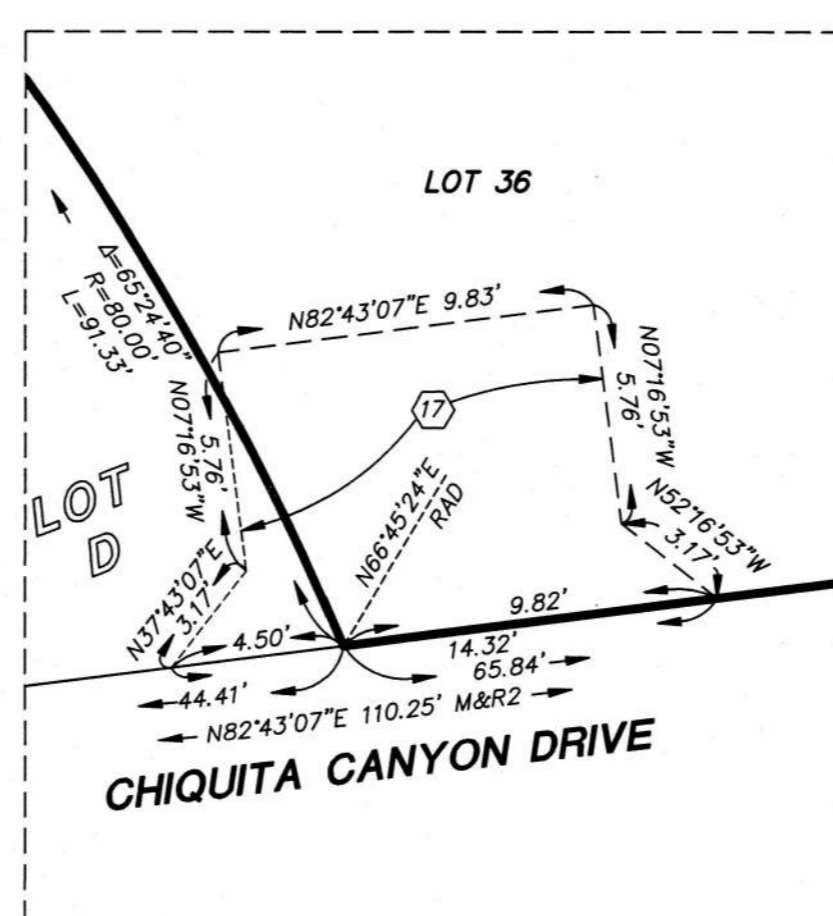 LOT 36
Δ=65°24'40"
R=80.00'
L=91.33'
N82°43'07"E 9.83'
N07°16'53"W
5.76'
17
N07°16'53"W
5.76'
LOT
D
N66°45'24"E
RAD
N52°16'53"W
3.17'
N37°43'07"E
3.17'
9.82'
4.50'
14.32'
65.84'
44.41'
N82°43'07"E 110.25' M&R2
CHIQUITA CANYON DRIVE